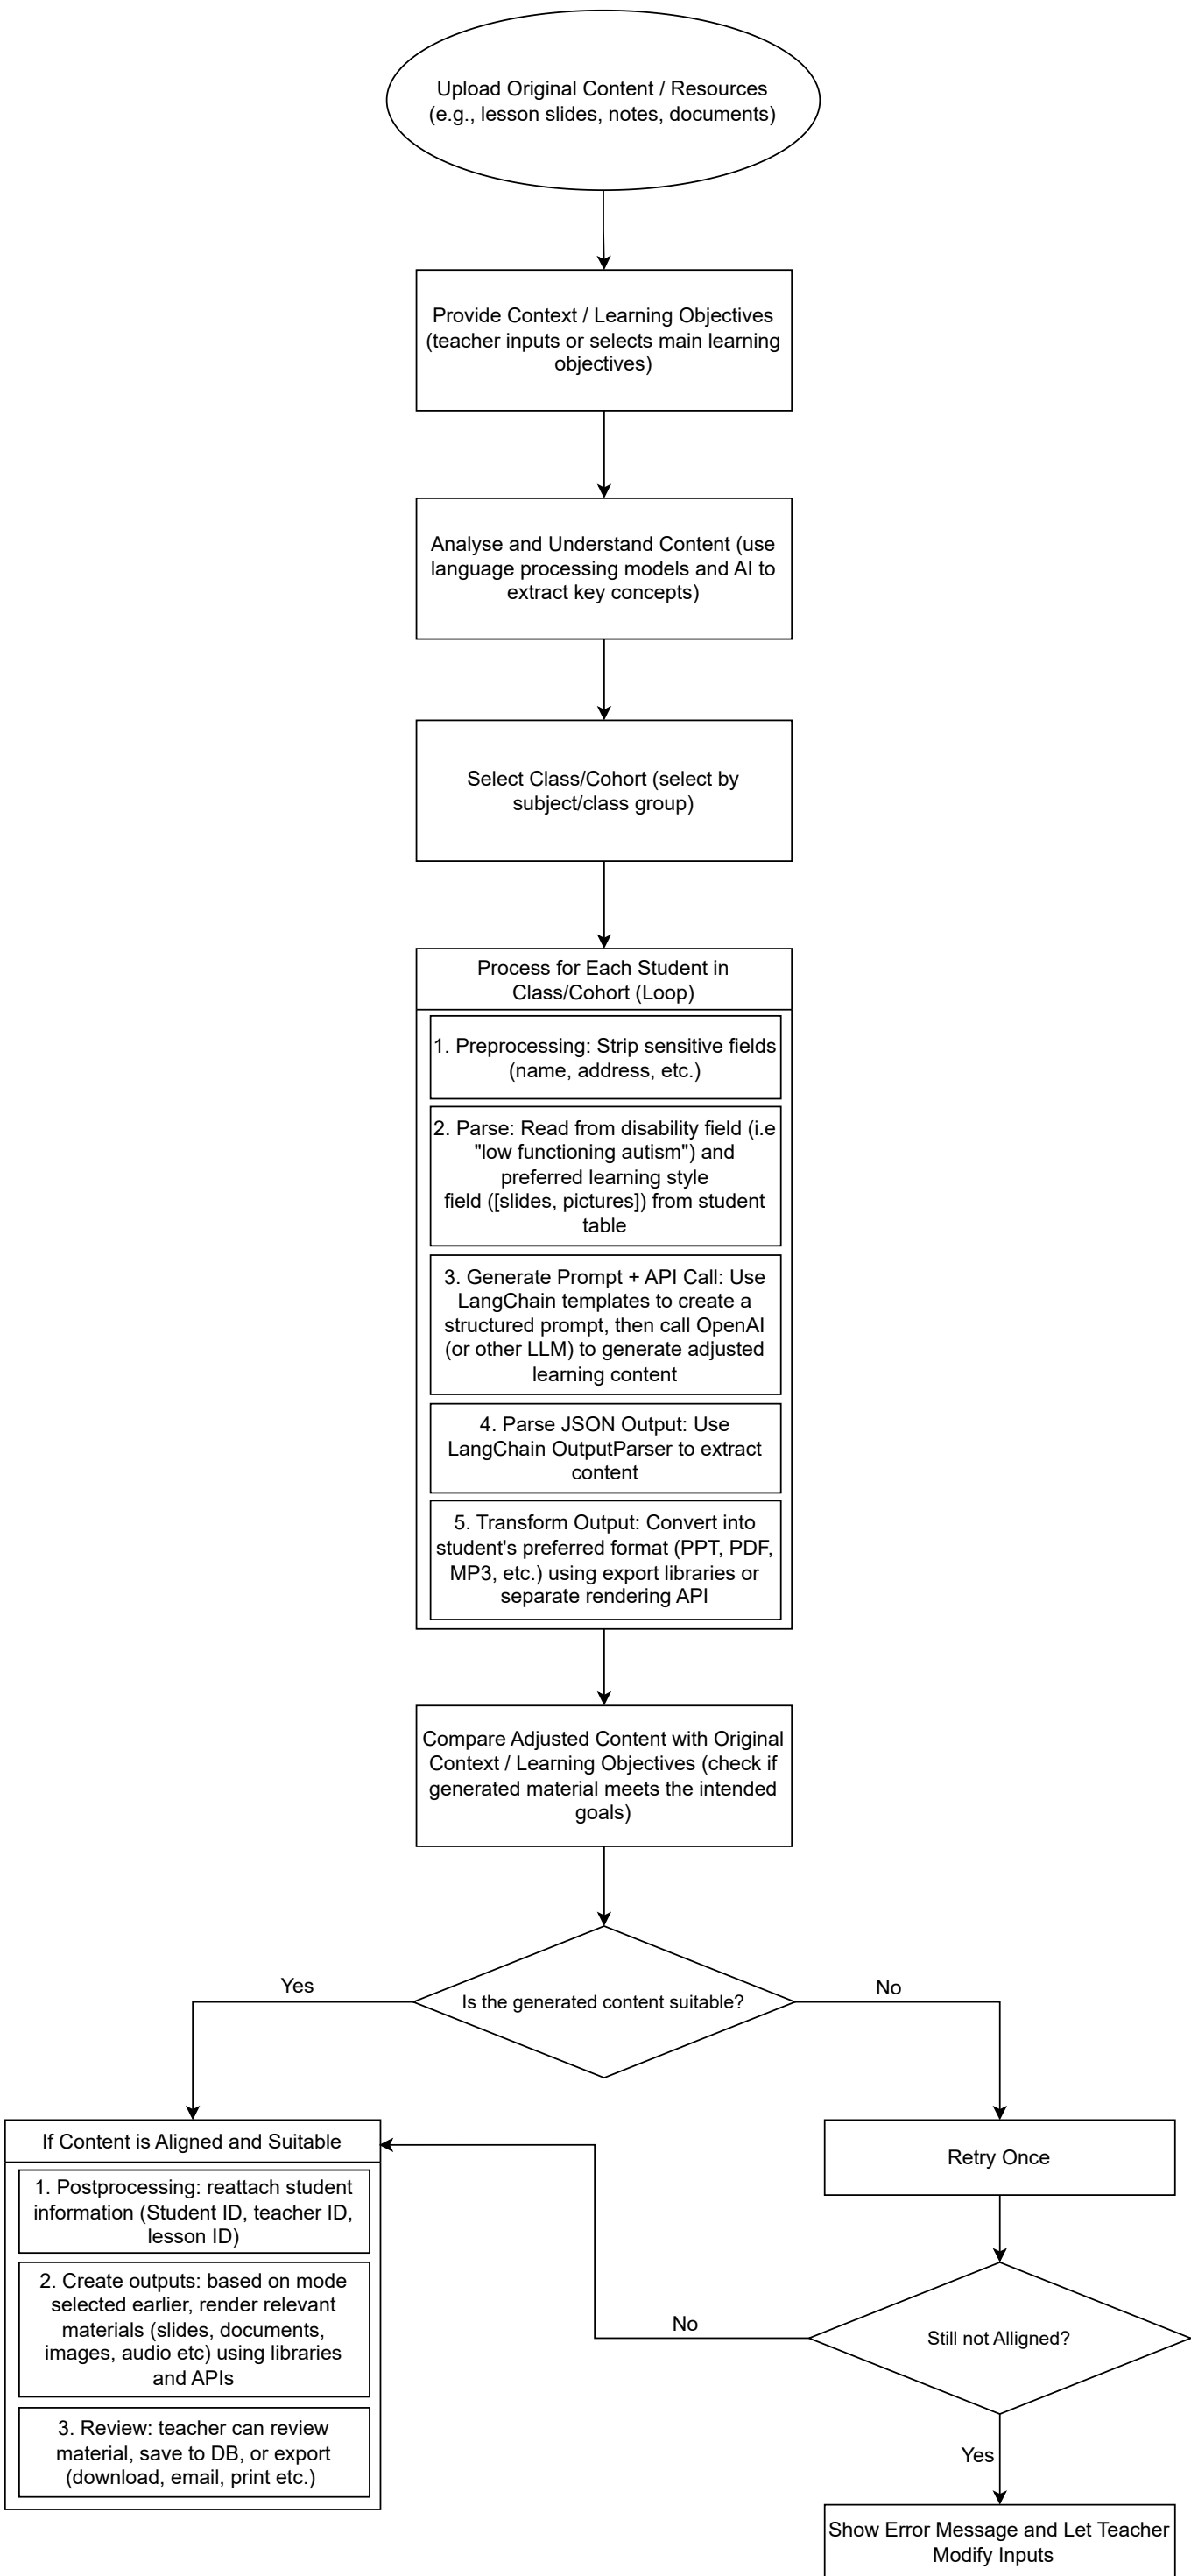 Upload Original Content / Resources
(e.g., lesson slides, notes, documents)
Provide Context / Learning Objectives
(teacher inputs or selects main learning
objectives)
Analyse and Understand Content (use
language processing models and AI to
extract key concepts)
Select Class/Cohort (select by
subject/class group)
Process for Each Student in
Class/Cohort (Loop)
1. Preprocessing: Strip sensitive fields
(name, address, etc.)
2. Parse: Read from disability field (i.e
"low functioning autism") and
preferred learning style
field ([slides, pictures]) from student
table
3. Generate Prompt + API Call: Use
LangChain templates to create a
structured prompt, then call OpenAI
(or other LLM) to generate adjusted
learning content
4. Parse JSON Output: Use
LangChain OutputParser to extract
content
5. Transform Output: Convert into
student's preferred format (PPT, PDF,
MP3, etc.) using export libraries or
separate rendering API
Compare Adjusted Content with Original
Context / Learning Objectives (check if
generated material meets the intended
goals)
Is the generated content suitable?
Yes
No
If Content is Aligned and Suitable
1. Postprocessing: reattach student
information (Student ID, teacher ID,
lesson ID)
2. Create outputs: based on mode
selected earlier, render relevant
materials (slides, documents,
images, audio etc) using libraries
and APIs
3. Review: teacher can review
material, save to DB, or export
(download, email, print etc.)
Retry Once
Still not Alligned?
No
Yes
Show Error Message and Let Teacher
Modify Inputs